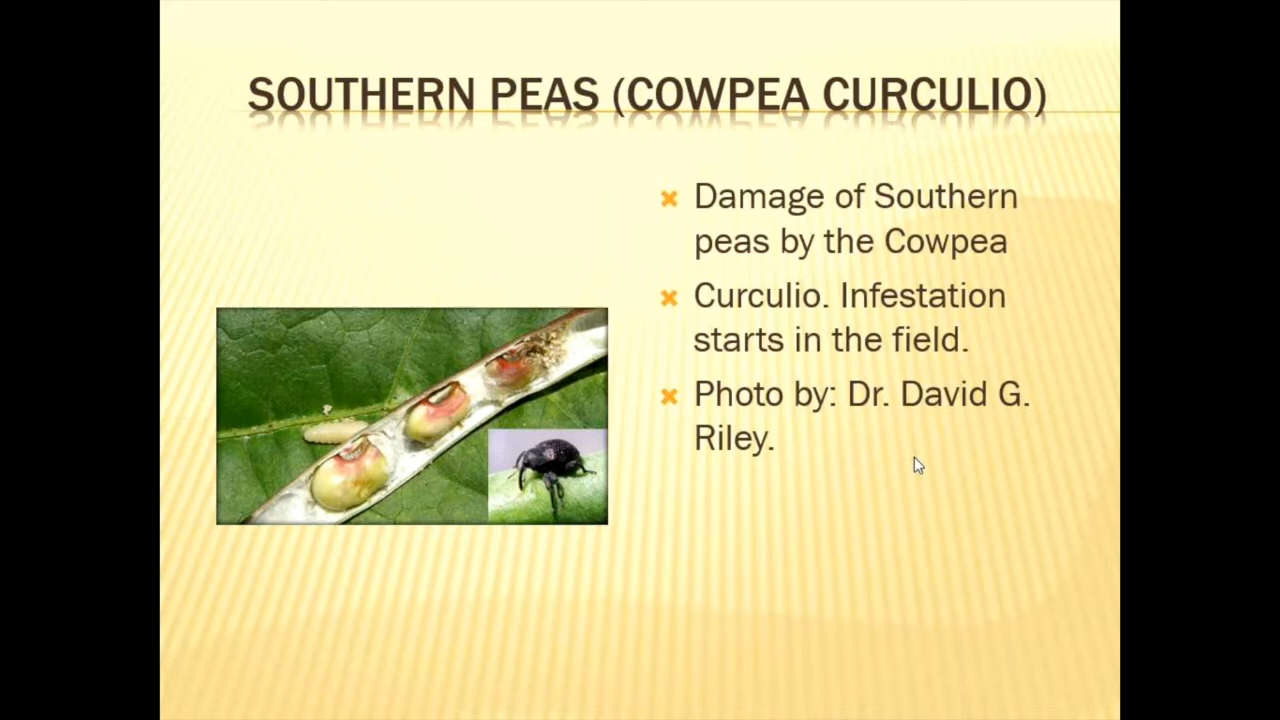 SOUTHERN PEAS (COWPEA CURCULIO)
Damage of Southern
peas by the Cowpea
Curculio. Infestation
starts in the field.
Photo by: Dr. David G.
Riley.